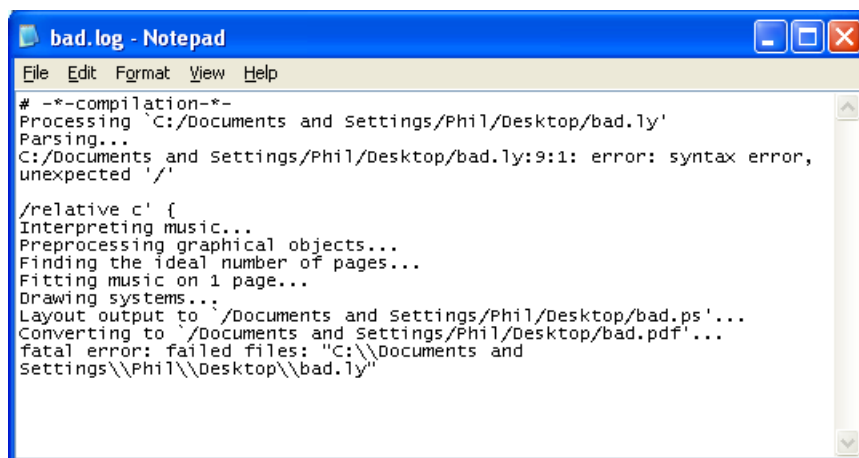 bad.log - Notepad
File Edit Format View Help
# -*-compilation-*-
Processing `C:/Documents and Settings/Phil/Desktop/bad.ly'
Parsing...
C:/Documents and Settings/Phil/Desktop/bad.ly:9:1: error: syntax error,
unexpected '/'

/relative c' {
Interpreting music...
Preprocessing graphical objects...
Finding the ideal number of pages...
Fitting music on 1 page...
Drawing systems...
Layout output to `/Documents and Settings/Phil/Desktop/bad.ps'...
Converting to `/Documents and Settings/Phil/Desktop/bad.pdf'...
fatal error: failed files: "C:\\Documents and
Settings\\Phil\\Desktop\\bad.ly"